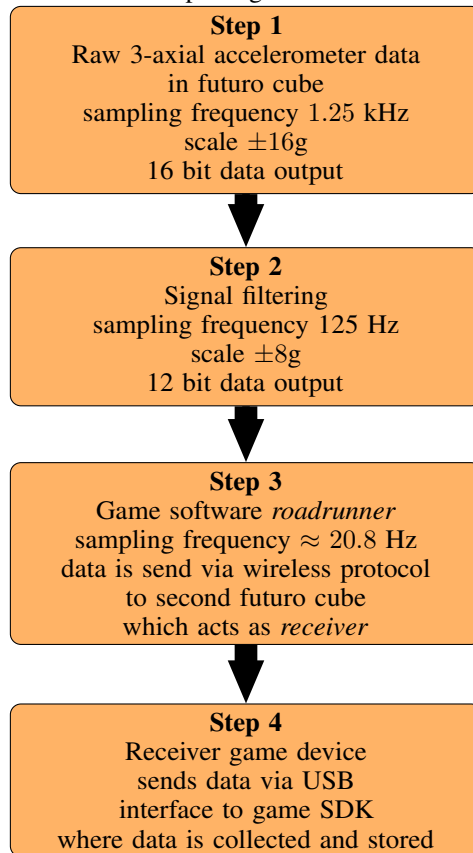 Step 1
Raw 3-axial accelerometer data
in futuro cube
sampling frequency 1.25 kHz
scale ±16g
16 bit data output
Step 2
Signal filtering
sampling frequency 125 Hz
scale ±8g
12 bit data output
Step 3
Game software roadrunner
sampling frequency ≈ 20.8 Hz
data is send via wireless protocol
to second futuro cube
which acts as receiver
Step 4
Receiver game device
sends data via USB
interface to game SDK
where data is collected and stored